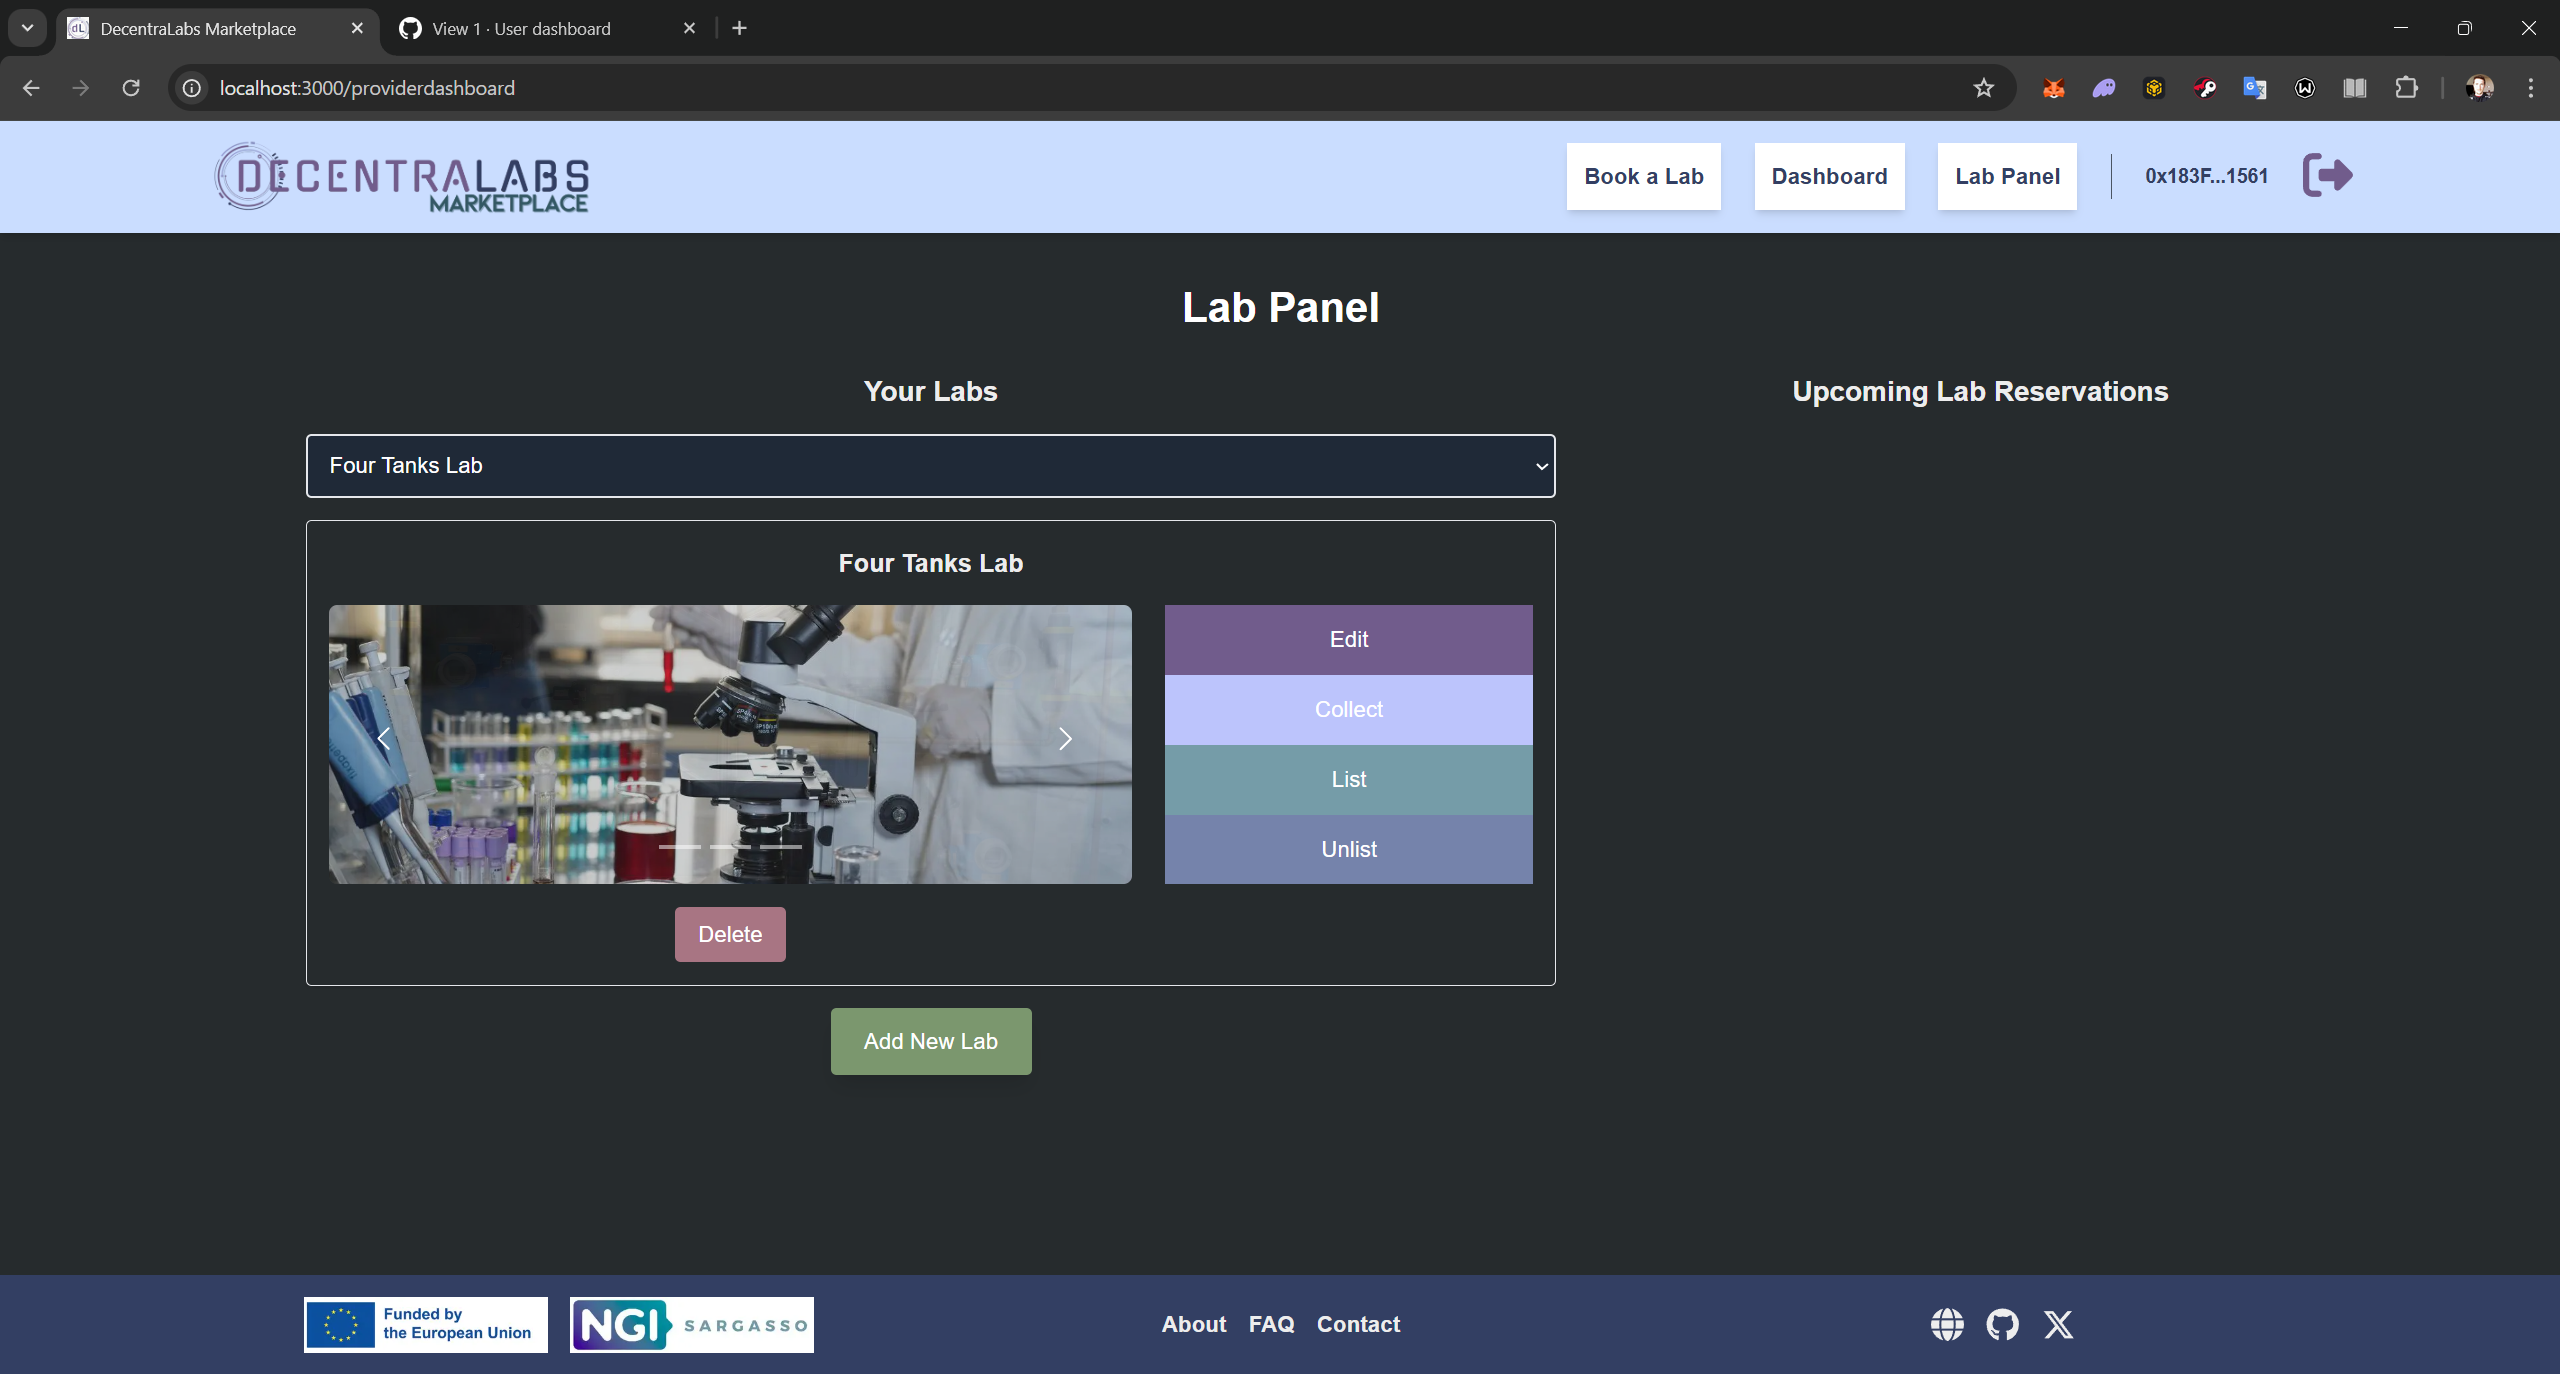 DecentraLabs Marketplace
View 1 · User dashboard
localhost:3000/providerdashboard
DECENTRALABS
MARKETPLACE
Book a Lab
Dashboard
Lab Panel
0x183F...1561
Lab Panel
Your Labs
Upcoming Lab Reservations
Four Tanks Lab
Four Tanks Lab
Edit
Collect
List
Unlist
Delete
Add New Lab
Funded by
the European Union
NGI SARGASSO
About
FAQ
Contact